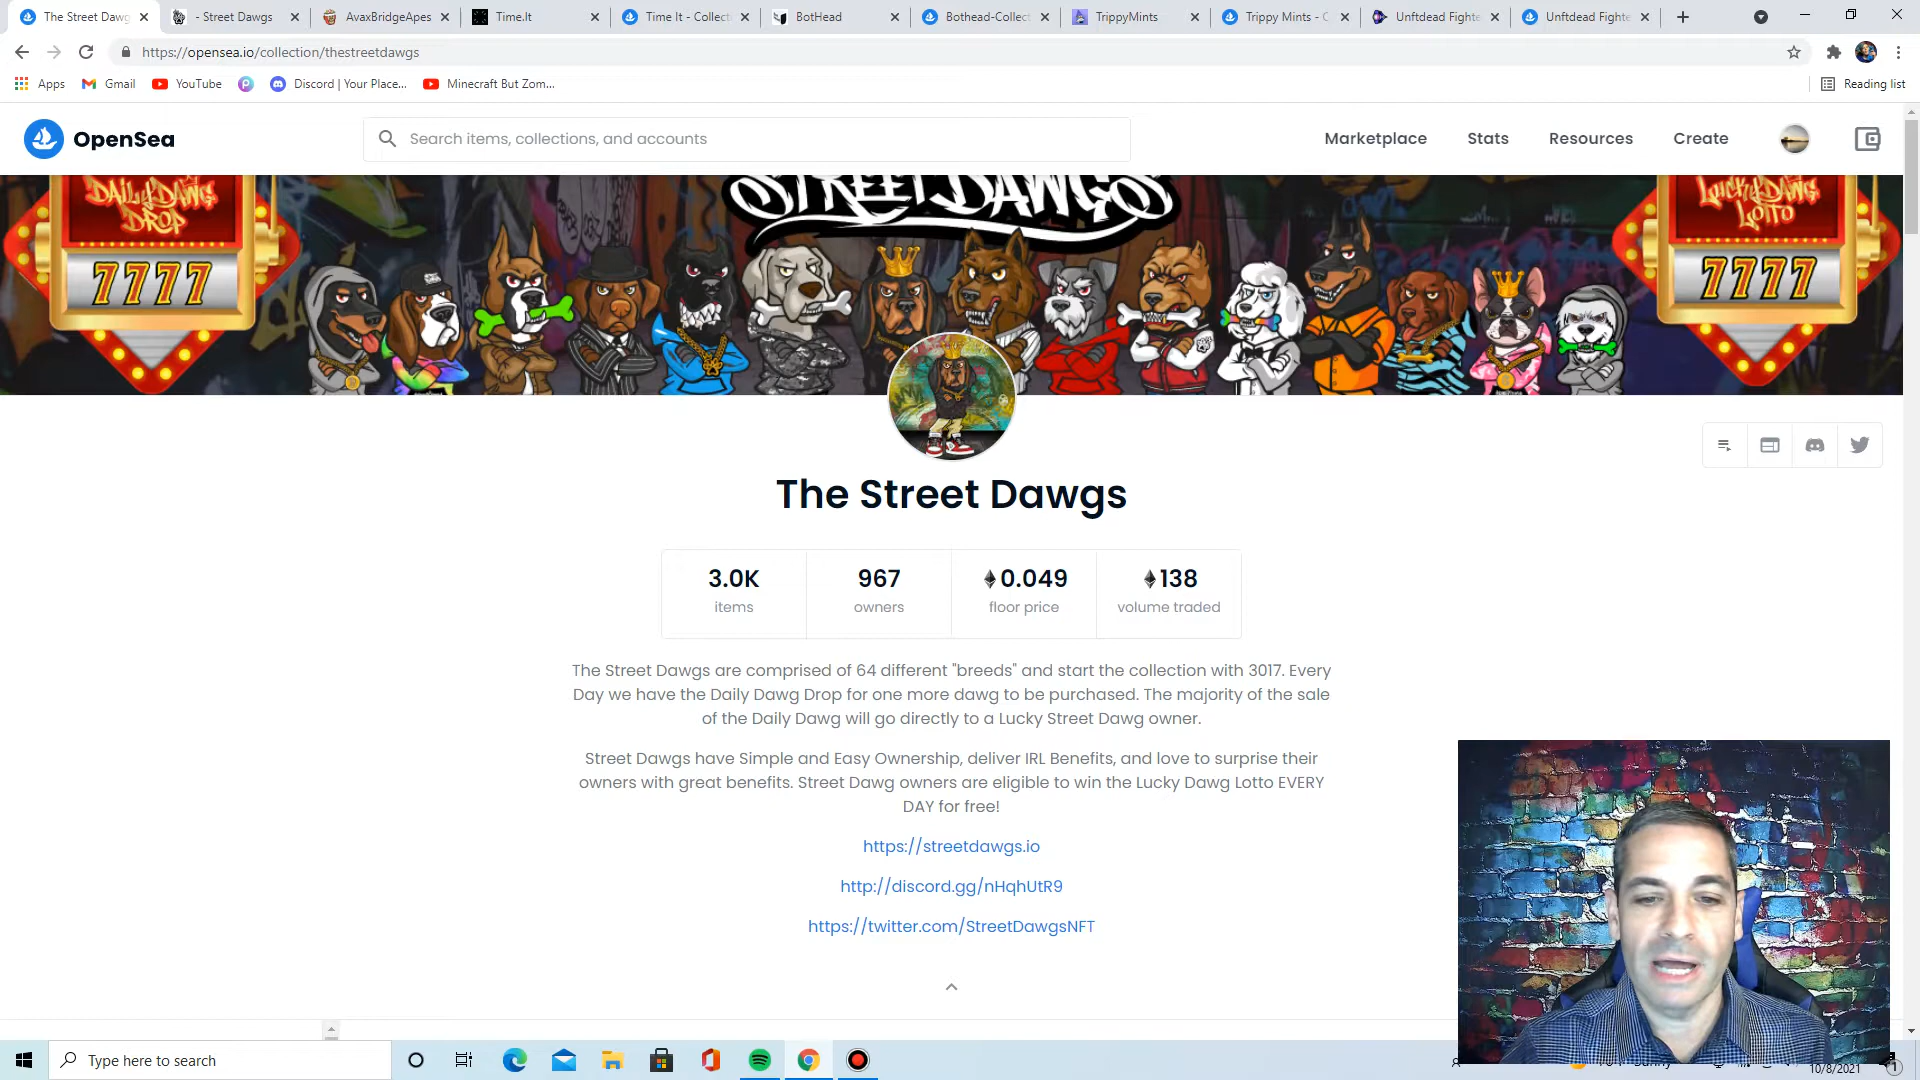 The Street Dawg
- Street Dawgs
AvaxBridgeApes
Time.It
Time It - Collecti
BotHead
Bothead-Collect
TrippyMints
Trippy Mints - C
Unftdead Fighte
Unftdead Fighte
https://opensea.io/collection/thestreetdawgs
Apps
Gmail
YouTube
Discord | Your Place...
Minecraft But Zom...
Reading list
OpenSea
Search items, collections, and accounts
Marketplace
Stats
Resources
Create
STREET DAWGS
DAILY DAWG
DROP
7777
LUCKY DAWG
LOTTO
7777
The Street Dawgs
3.0K
items
967
owners
0.049
floor price
138
volume traded
The Street Dawgs are comprised of 64 different "breeds" and start the collection with 3017. Every
Day we have the Daily Dawg Drop for one more dawg to be purchased. The majority of the sale
of the Daily Dawg will go directly to a Lucky Street Dawg owner.
Street Dawgs have Simple and Easy Ownership, deliver IRL Benefits, and love to surprise their
owners with great benefits. Street Dawg owners are eligible to win the Lucky Dawg Lotto EVERY
DAY for free!
https://streetdawgs.io
http://discord.gg/nHqhUtR9
https://twitter.com/StreetDawgsNFT
Type here to search
10/8/2021
1